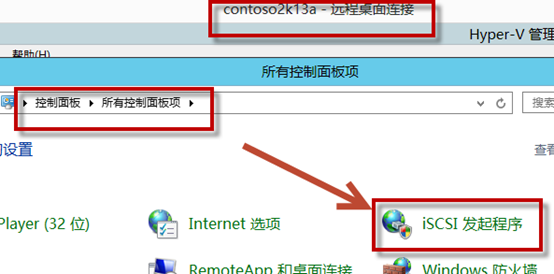 contoso2k13a - 远程桌面连接
Hyper-V 管理
帮助(H)
所有控制面板项
控制面板 ▶ 所有控制面板项 ▶
搜索
的设置
查看
Player (32 位)
Internet 选项
iSCSI 发起程序
RemoteApp 和桌面连接
Windows 防火墙